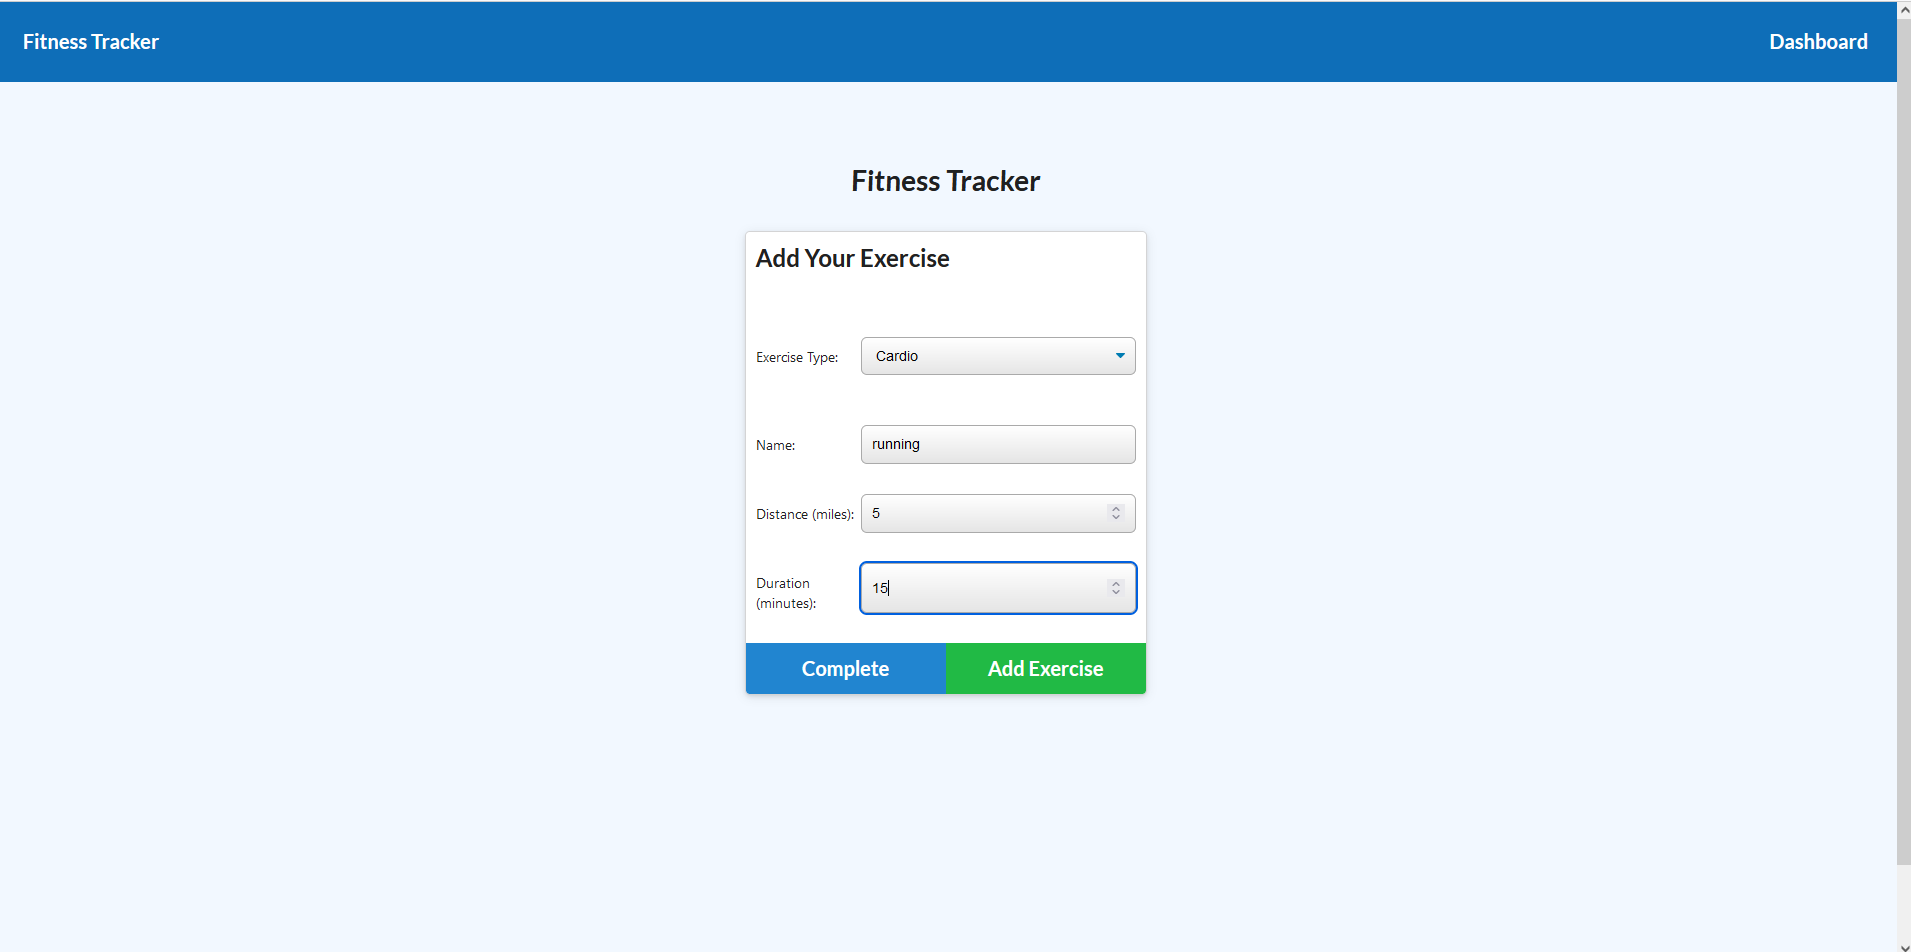 Fitness Tracker
Dashboard
Fitness Tracker
Add Your Exercise
Exercise Type:
Cardio
Name:
running
Distance (miles):
5
Duration
(minutes):
15
Complete
Add Exercise